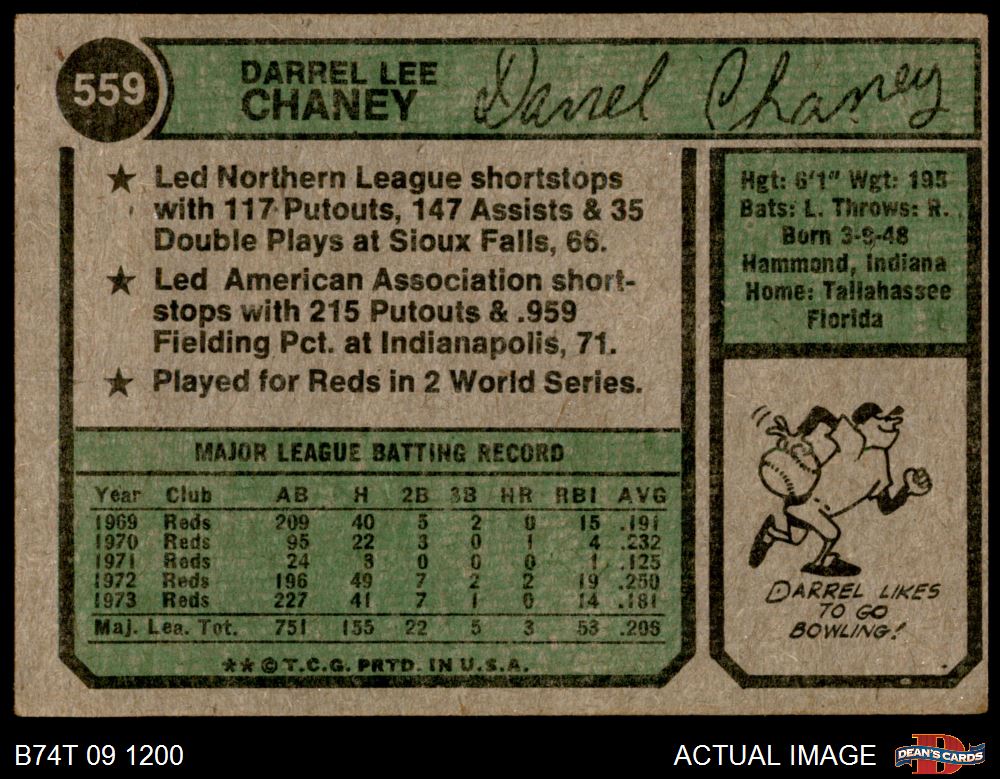 559
DARREL LEE
CHANEY
Darrel Chaney
★ Led Northern League shortstops
with 117 Putouts, 147 Assists & 35
Double Plays at Sioux Falls, 66.
★ Led American Association short-
stops with 215 Putouts & .959
Fielding Pct. at Indianapolis, 71.
★ Played for Reds in 2 World Series.
MAJOR LEAGUE BATTING RECORD
Year Club AB H 2B 3B HR RBI AVG
1969 Reds 209 40 5 2 0 15 .191
1970 Reds 95 22 3 0 1 4 .232
1971 Reds 24 3 0 0 0 1 .125
1972 Reds 196 49 7 2 2 19 .250
1973 Reds 227 41 7 1 0 14 .181
Maj. Lea. Tot. 751 155 22 5 3 53 .206
★★ © T.C.G. PRTD. IN U.S.A.
Hgt: 6'1" Wgt: 195
Bats: L. Throws: R.
Born 3-9-48
Hammond, Indiana
Home: Tallahassee
Florida
DARREL LIKES
TO GO
BOWLING!
B74T 09 1200
ACTUAL IMAGE
DEAN'S CARDS